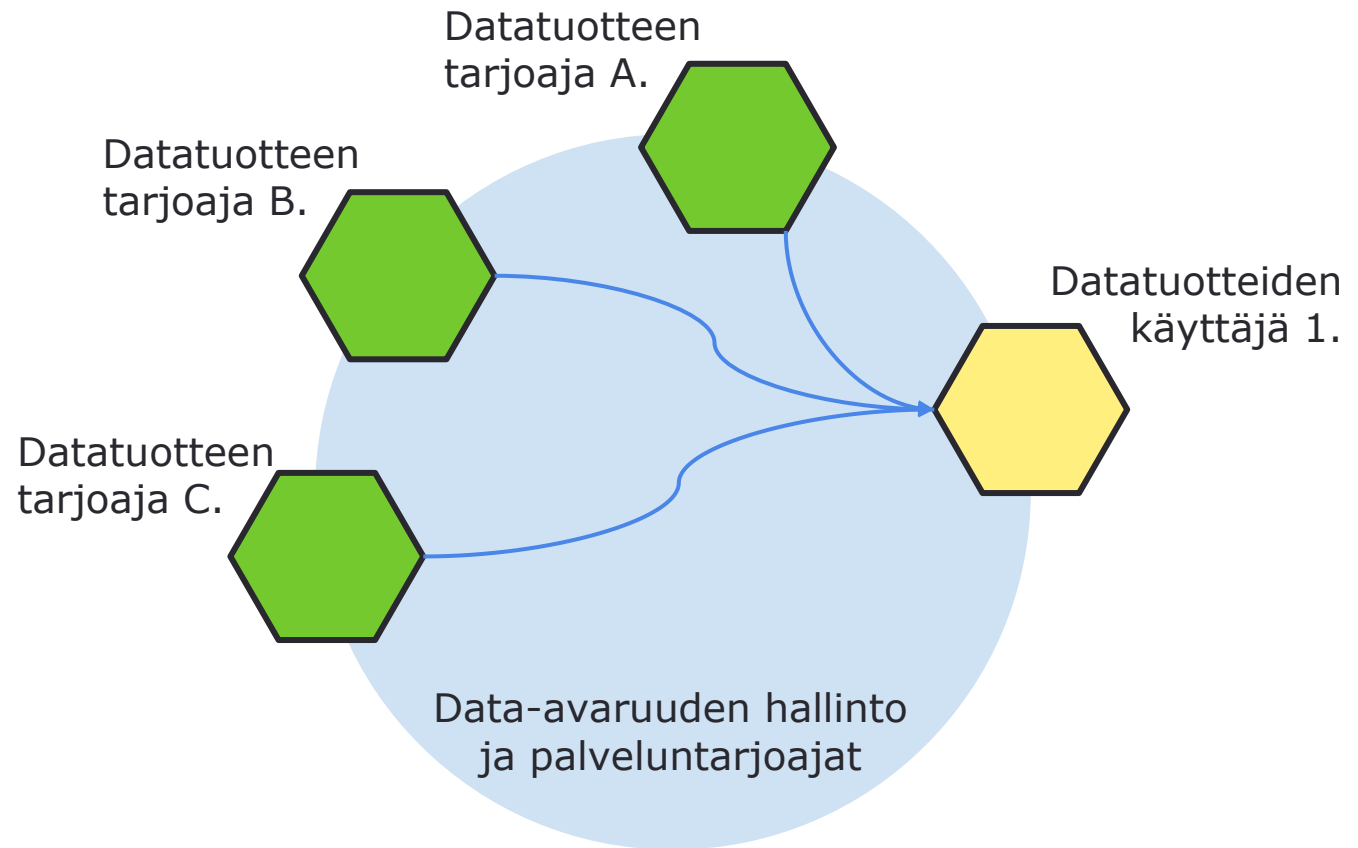 Datatuotteen
tarjoaja A.
Datatuotteen
tarjoaja B.
Datatuotteiden
käyttäjä 1.
Datatuotteen
tarjoaja C.
Data-avaruuden hallinto
ja palveluntarjoajat